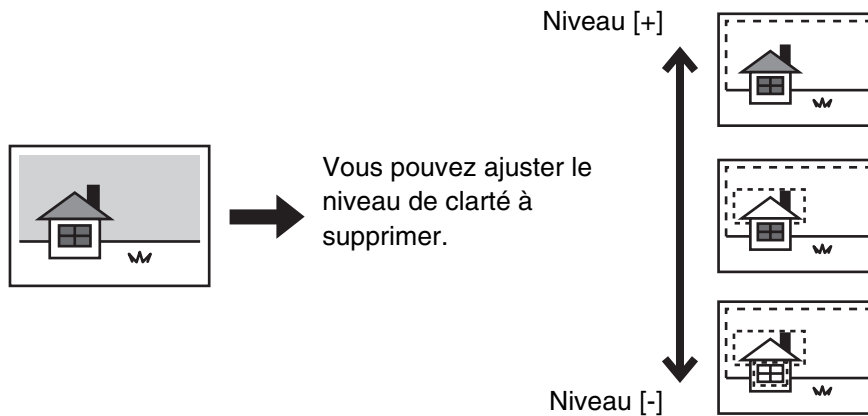 Niveau [+]
Vous pouvez ajuster le
niveau de clarté à
supprimer.
Niveau [-]